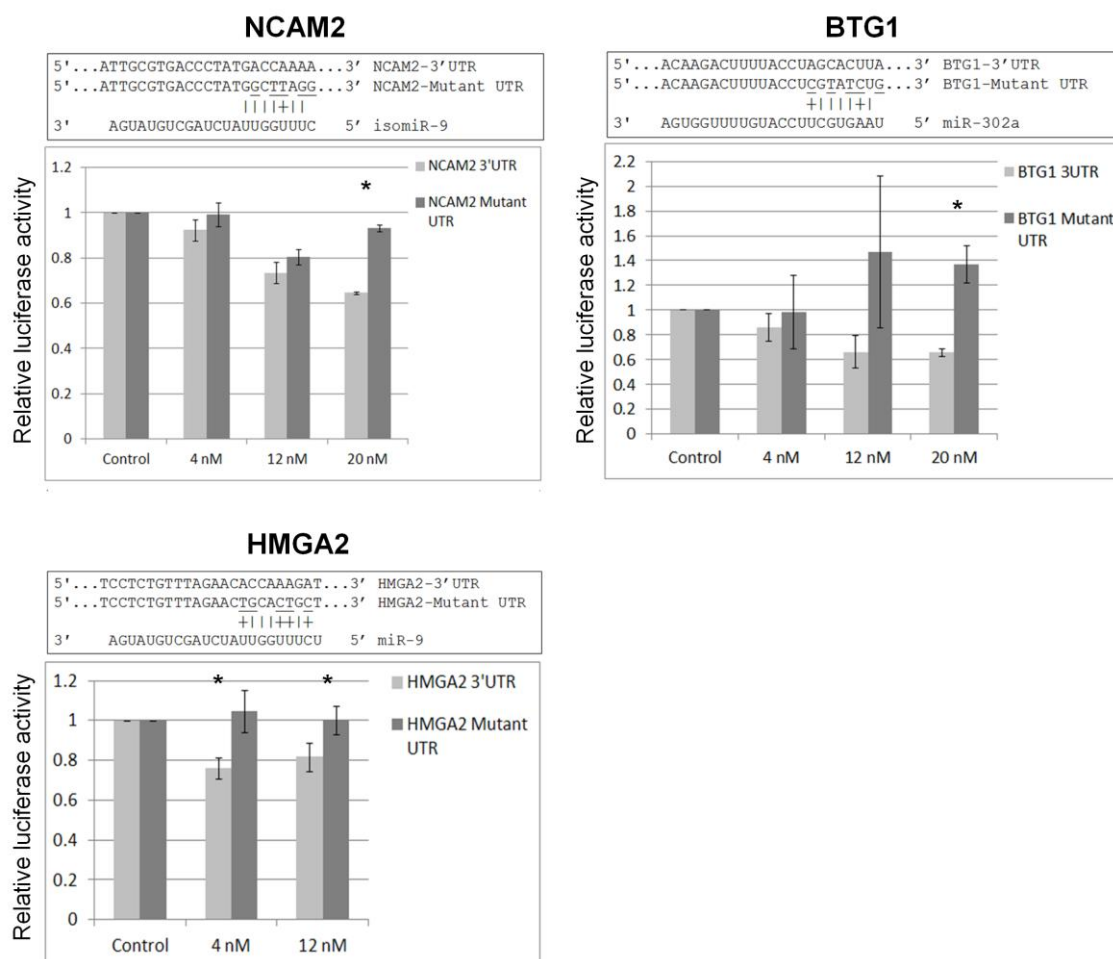 NCAM2
5'...ATTGCGTGACCCTATGACCAAAA...3’ NCAM2-3’UTR
5'...ATTGCGTGACCCTATGGCTTAGG...3’ NCAM2-Mutant UTR
||||+||
3' AGUAUGUCGAUCUAUUGGUUUC 5’ isomiR-9
Relative luciferase activity
1.2
1
0.8
0.6
0.4
0.2
0
Control 4 nM 12 nM 20 nM
*
NCAM2 3'UTR
NCAM2 Mutant
UTR
BTG1
5'...ACAAGACUUUUACCUAGCACUUA...3’ BTG1-3’UTR
5'...ACAAGACUUUUACCUCGTATCUG...3’ BTG1-Mutant UTR
+||||+|
3' AGUGGUUUUGUACCUUCGUGAAU 5’ miR-302a
Relative luciferase activity
2.2
2
1.8
1.6
1.4
1.2
1
0.8
0.6
0.4
0.2
0
Control 4 nM 12 nM 20 nM
*
BTG1 3UTR
BTG1 Mutant
UTR
HMGA2
5'...TCCTCTGTTTAGAACACCAAAGAT...3’ HMGA2-3’UTR
5'...TCCTCTGTTTAGAACTGCACTGCT...3’ HMGA2-Mutant UTR
+|||++|+
3' AGUAUGUCGAUCUAUUGGUUUCU 5’ miR-9
Relative luciferase activity
1.2
1
0.8
0.6
0.4
0.2
0
Control 4 nM 12 nM
* *
HMGA2 3'UTR
HMGA2 Mutant
UTR